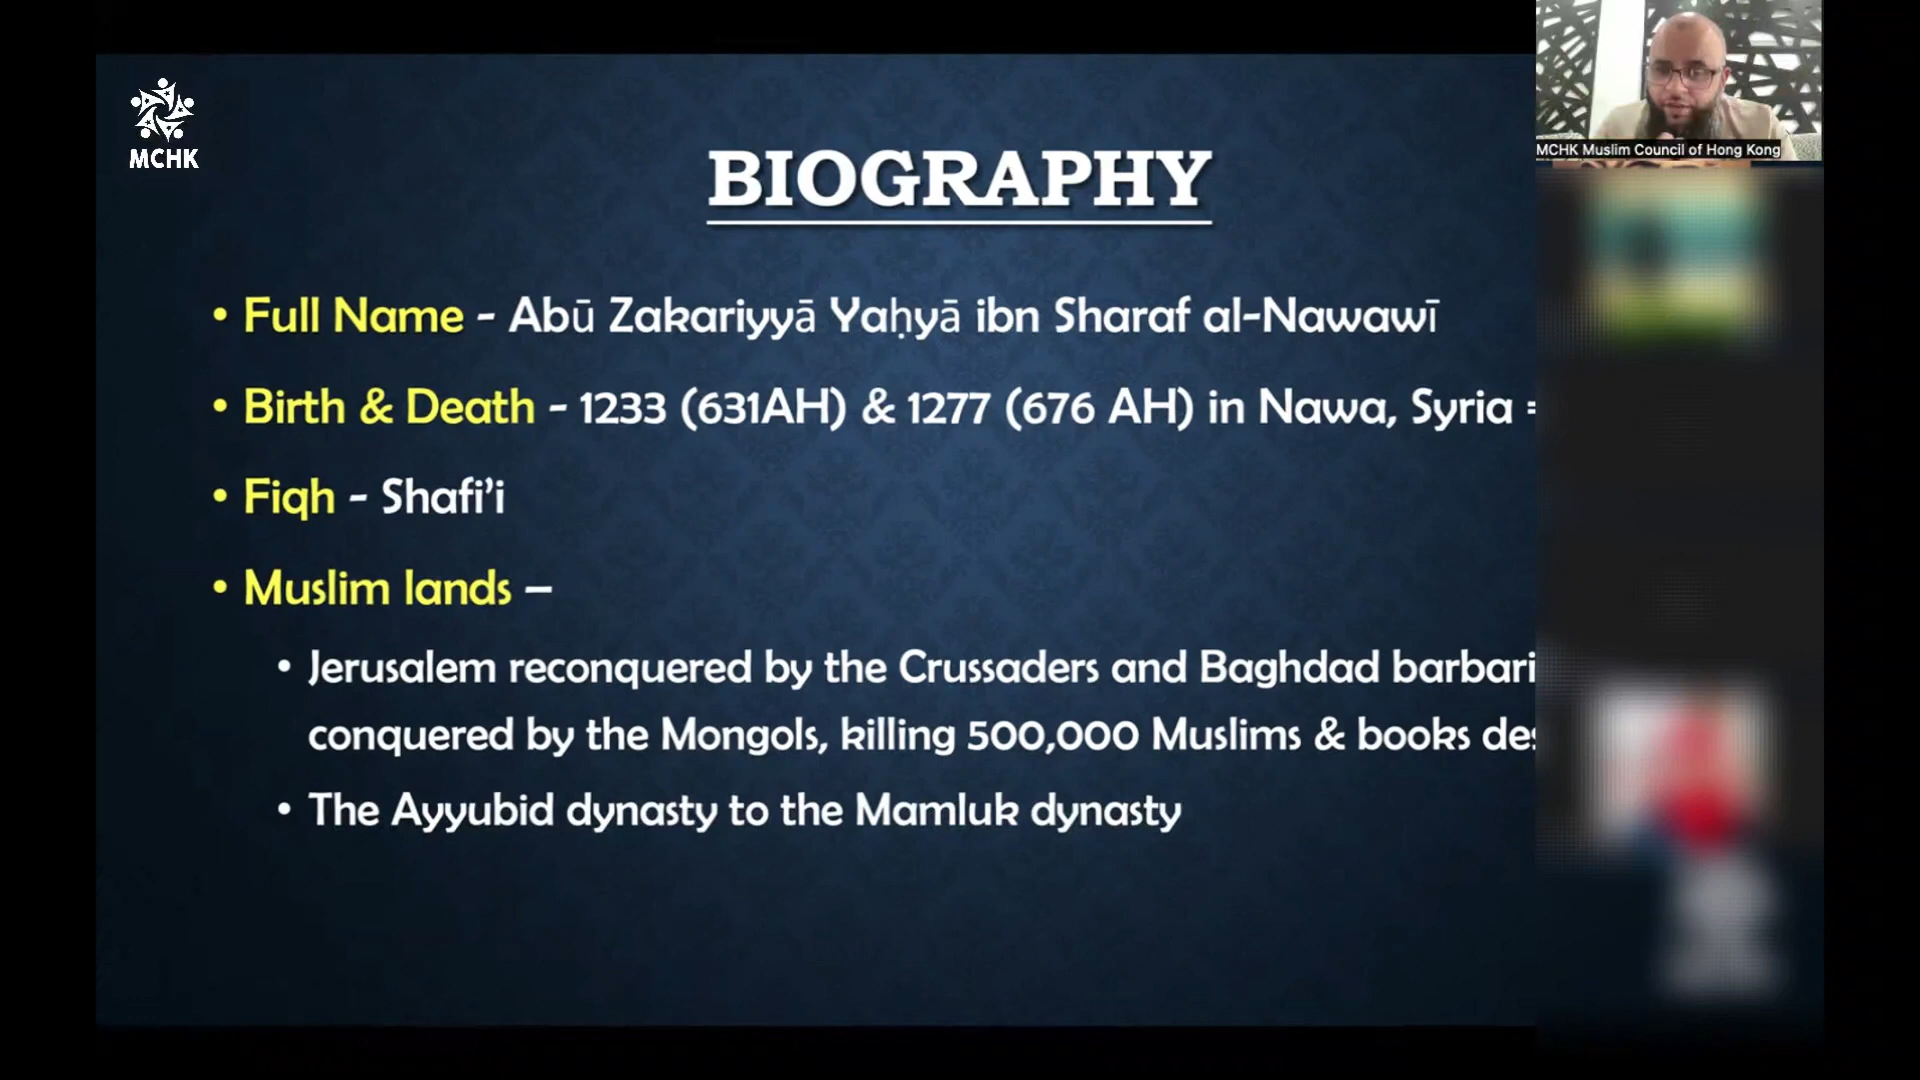 MCHK
MCHK Muslim Council of Hong Kong
BIOGRAPHY
• Full Name - Abū Zakariyyā Yaḥyā ibn Sharaf al-Nawawī
• Birth & Death - 1233 (631AH) & 1277 (676 AH) in Nawa, Syria =
• Fiqh - Shafi’i
• Muslim lands –
• Jerusalem reconquered by the Crussaders and Baghdad barbari
conquered by the Mongols, killing 500,000 Muslims & books des
• The Ayyubid dynasty to the Mamluk dynasty